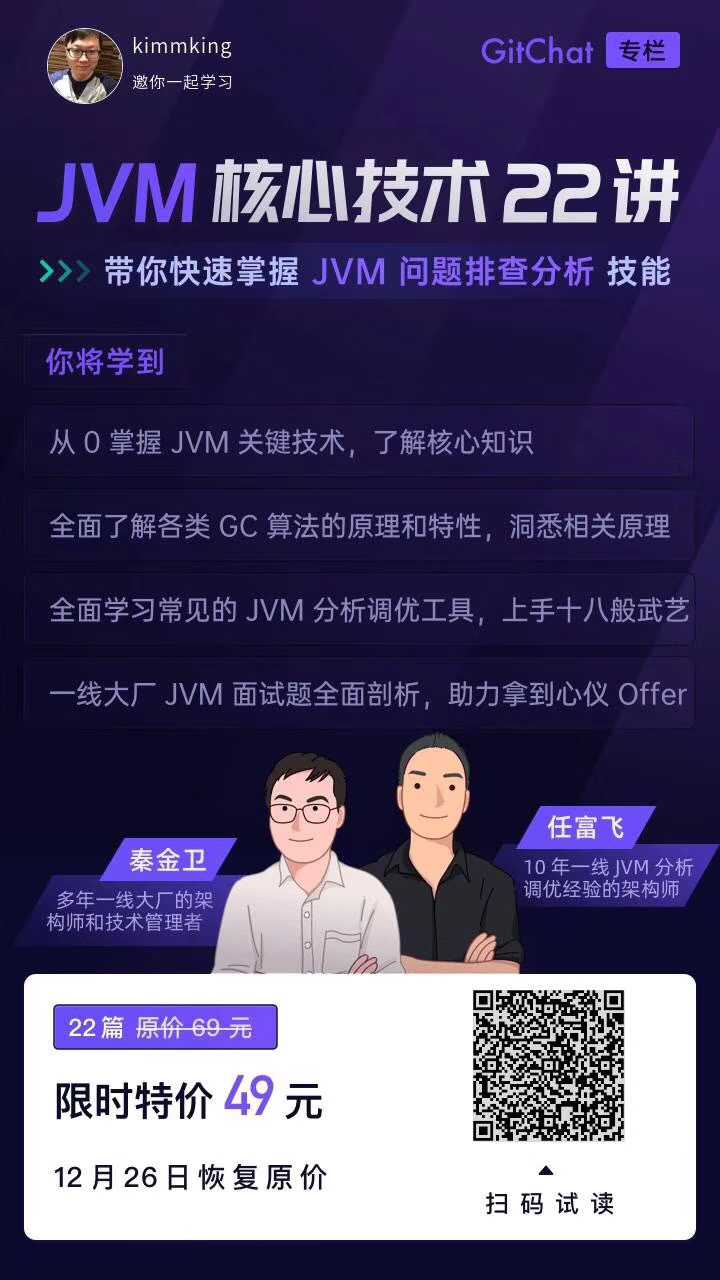 kimmking
邀你一起学习
GitChat 专栏
JVM 核心技术 22 讲
>>> 带你快速掌握 JVM 问题排查分析 技能
你将学到
从 0 掌握 JVM 关键技术，了解核心知识
全面了解各类 GC 算法的原理和特性，洞悉相关原理
全面学习常见的 JVM 分析调优工具，上手十八般武艺
一线大厂 JVM 面试题全面剖析，助力拿到心仪 Offer
任富飞
10 年一线 JVM 分析
调优经验的架构师
秦金卫
多年一线大厂的架
构师和技术管理者
22 篇 原价 69 元
限时特价 49 元
12 月 26 日恢复原价
扫码试读